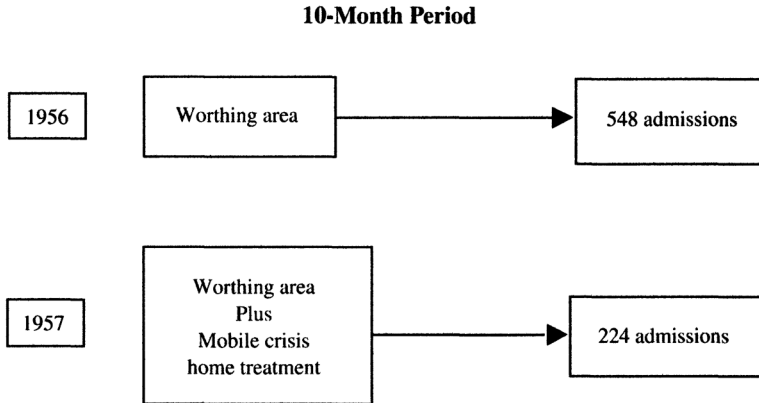 10-Month Period
1956
Worthing area
548 admissions
1957
Worthing area
Plus
Mobile crisis
home treatment
224 admissions